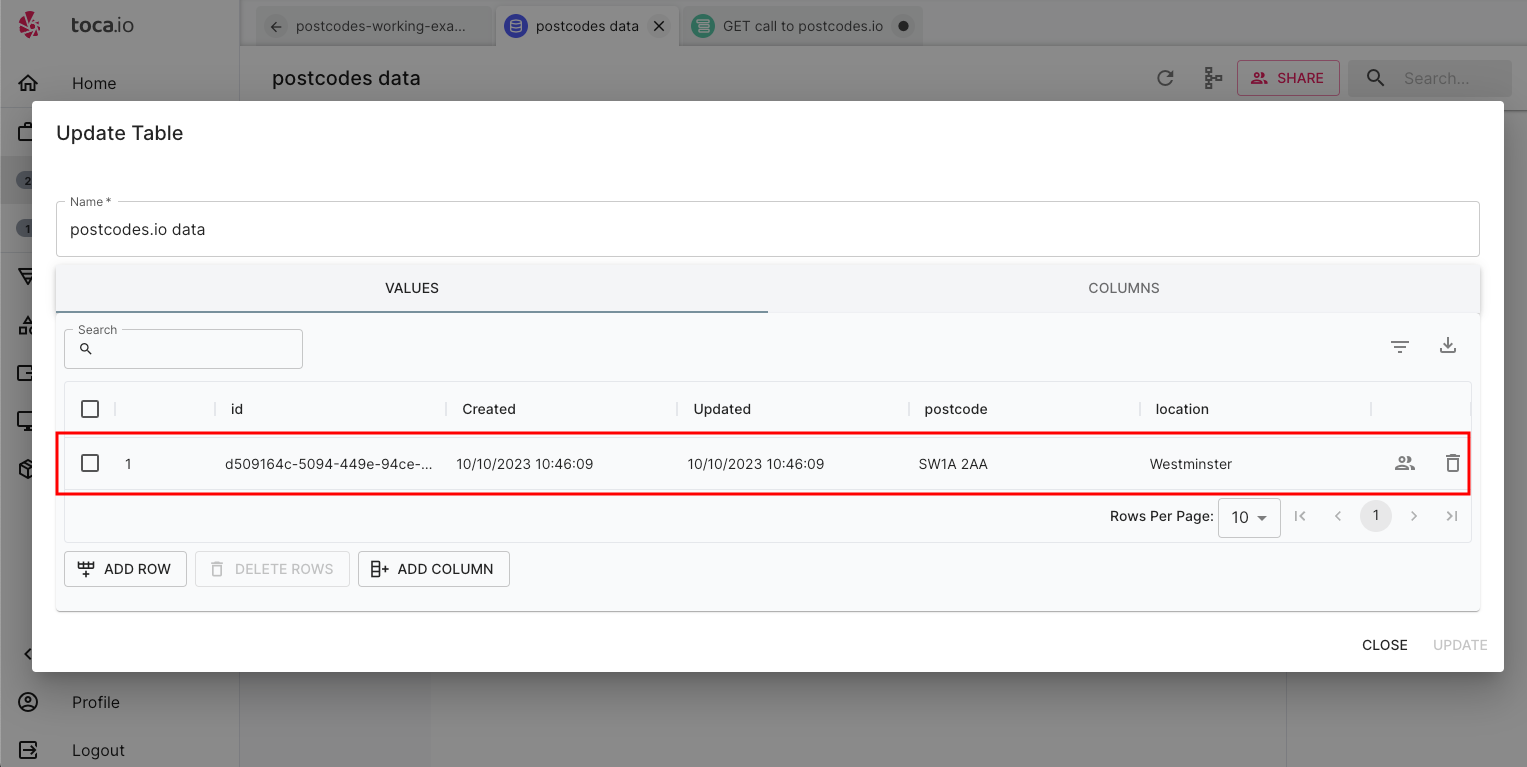 toca.io
postcodes-working-exa...
postcodes data
GET call to postcodes.io
Home
postcodes data
SHARE
Search...
Update Table
2
1
Name *
postcodes.io data
VALUES
COLUMNS
Search
id Created Updated postcode location
1 d509164c-5094-449e-94ce-... 10/10/2023 10:46:09 10/10/2023 10:46:09 SW1A 2AA Westminster
Rows Per Page: 10 1
ADD ROW DELETE ROWS ADD COLUMN
CLOSE UPDATE
Profile
Logout